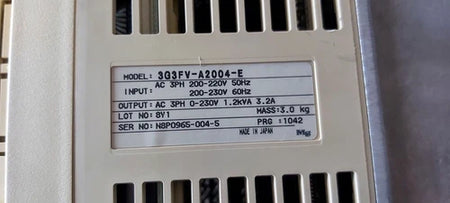 MODEL: 3G3FV-A2004-E
INPUT: AC 3PH 200-220V 50Hz
200-230V 60Hz
OUTPUT: AC 3PH 0-230V 1.2kVA 3.2A
LOT NO: 8V1 MASS: 3.0 kg
SER NO: N8P0965-004-5 PRG :1042
MADE IN JAPAN